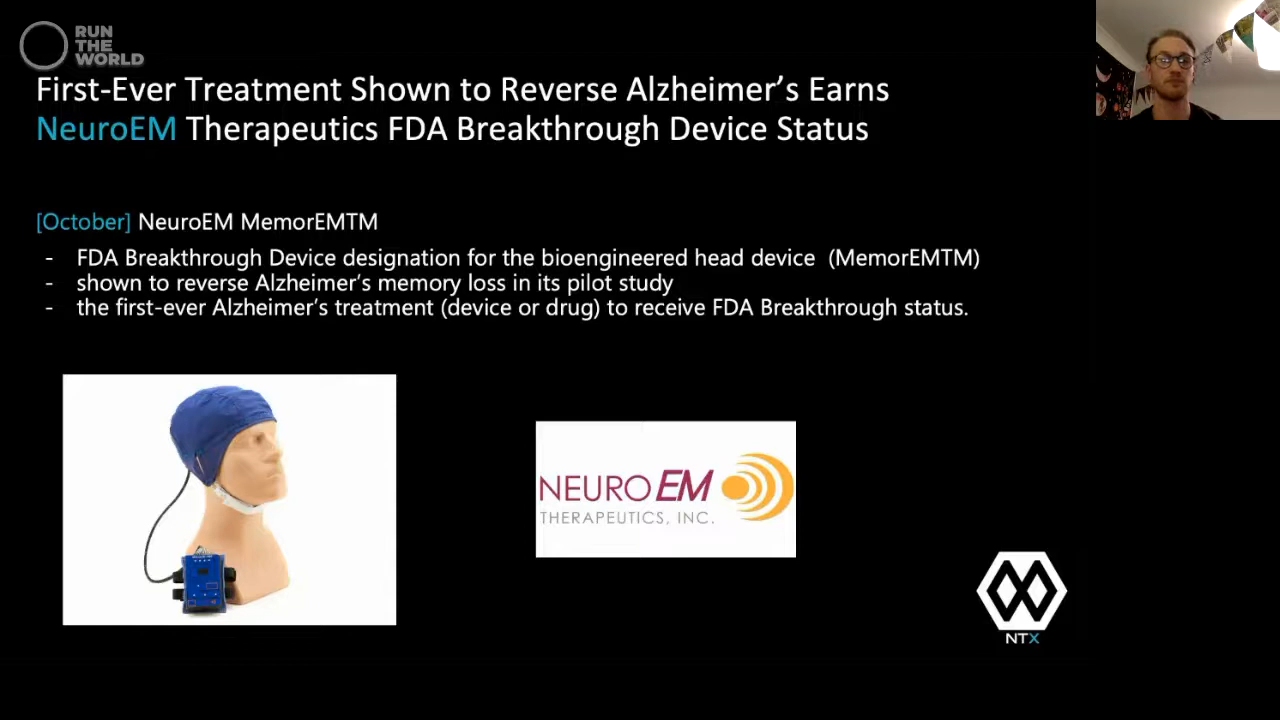 RUN
THE
WORLD
First-Ever Treatment Shown to Reverse Alzheimer's Earns
NeuroEM Therapeutics FDA Breakthrough Device Status
[October] NeuroEM MemorEMTM
- FDA Breakthrough Device designation for the bioengineered head device (MemorEMTM)
- shown to reverse Alzheimer's memory loss in its pilot study
- the first-ever Alzheimer's treatment (device or drug) to receive FDA Breakthrough status.
NEUROEM
THERAPEUTICS, INC.
NTX